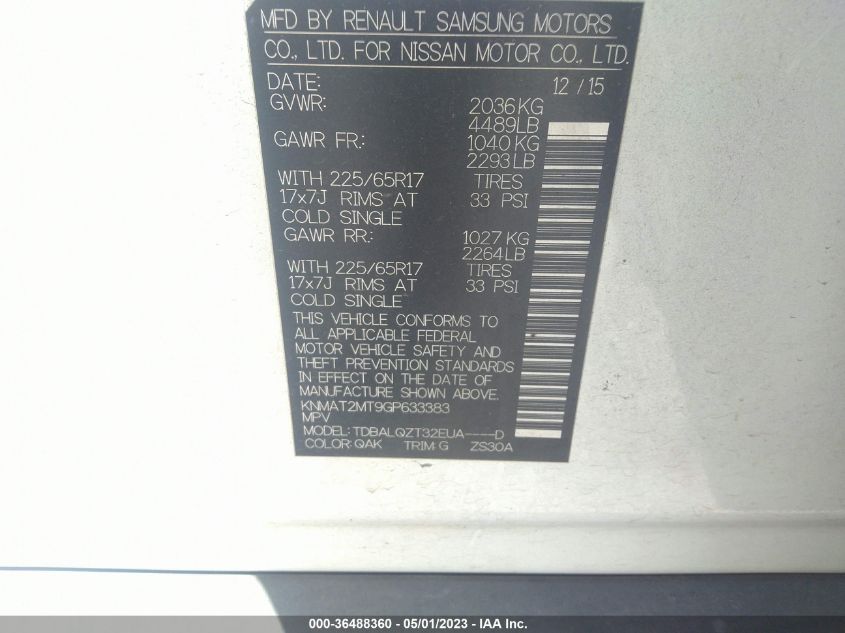 MFD BY RENAULT SAMSUNG MOTORS
CO., LTD. FOR NISSAN MOTOR CO., LTD.
DATE: 12 / 15
GVWR: 2036KG
4489LB
GAWR FR.: 1040KG
2293LB
WITH 225/65R17 TIRES
17x7J RIMS AT 33 PSI
COLD SINGLE
GAWR RR.: 1027KG
2264LB
WITH 225/65R17 TIRES
17x7J RIMS AT 33 PSI
COLD SINGLE
THIS VEHICLE CONFORMS TO
ALL APPLICABLE FEDERAL
MOTOR VEHICLE SAFETY AND
THEFT PREVENTION STANDARDS
IN EFFECT ON THE DATE OF
MANUFACTURE SHOWN ABOVE.
KNMAT2MT9GP633383
MPV
MODEL: TDBALQZT32EUA----D
COLOR: QAK TRIM: G ZS30A
000-36488360 - 05/01/2023 - IAA, Inc.